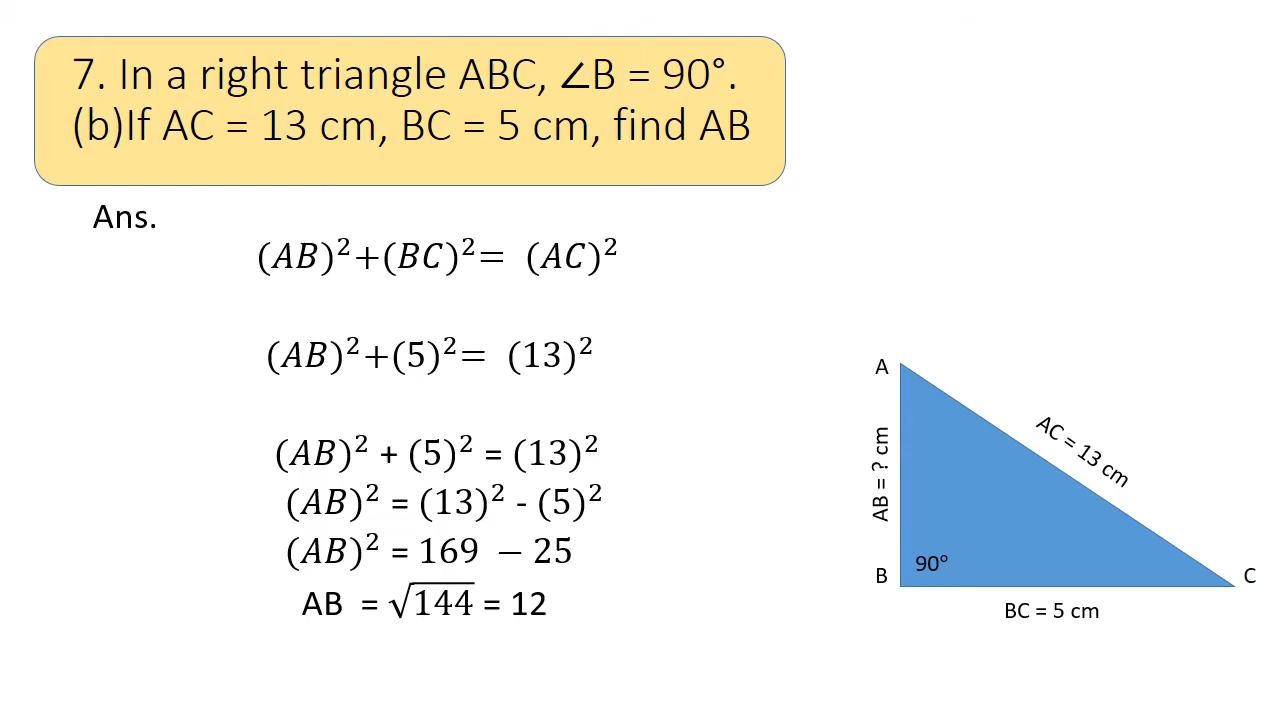 7. In a right triangle ABC, ∠B = 90°.
(b)If AC = 13 cm, BC = 5 cm, find AB
Ans.
(AB)²+(BC)²= (AC)²
(AB)²+(5)²= (13)²
(AB)² + (5)² = (13)²
(AB)² = (13)² - (5)²
(AB)² = 169 − 25
AB = √144 = 12
A
AC = 13 cm
AB = ? cm
90°
B
C
BC = 5 cm